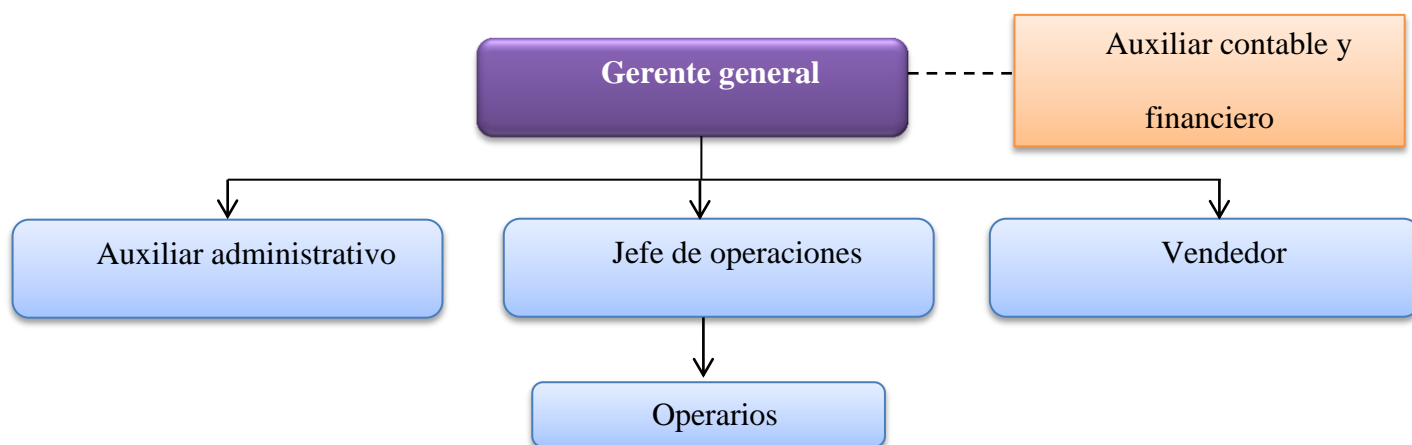 Gerente general
Auxiliar contable y
financiero
Auxiliar administrativo
Jefe de operaciones
Vendedor
Operarios